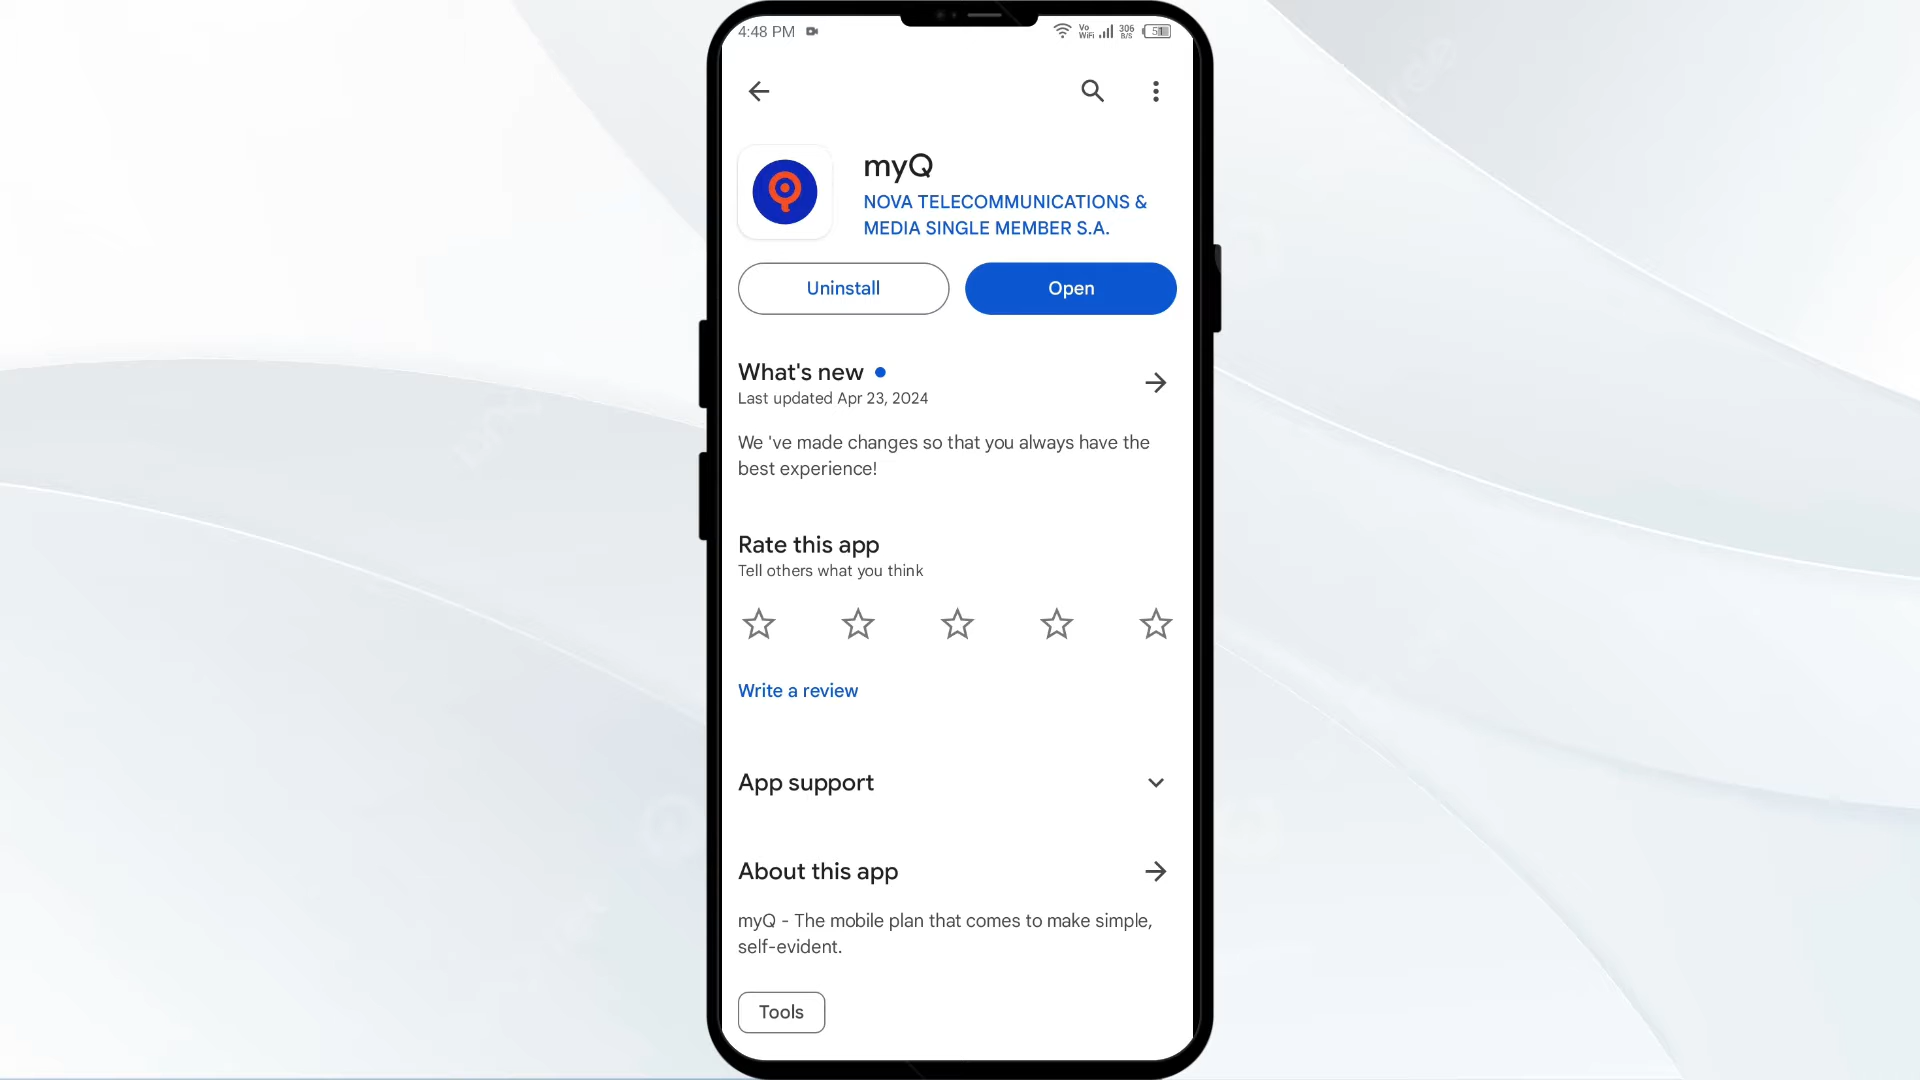 4:48 PM
Vo
WiFi
306
B/S
myQ
NOVA TELECOMMUNICATIONS &
MEDIA SINGLE MEMBER S.A.
Uninstall
Open
What's new
Last updated Apr 23, 2024
We 've made changes so that you always have the
best experience!
Rate this app
Tell others what you think
Write a review
App support
About this app
myQ - The mobile plan that comes to make simple,
self-evident.
Tools